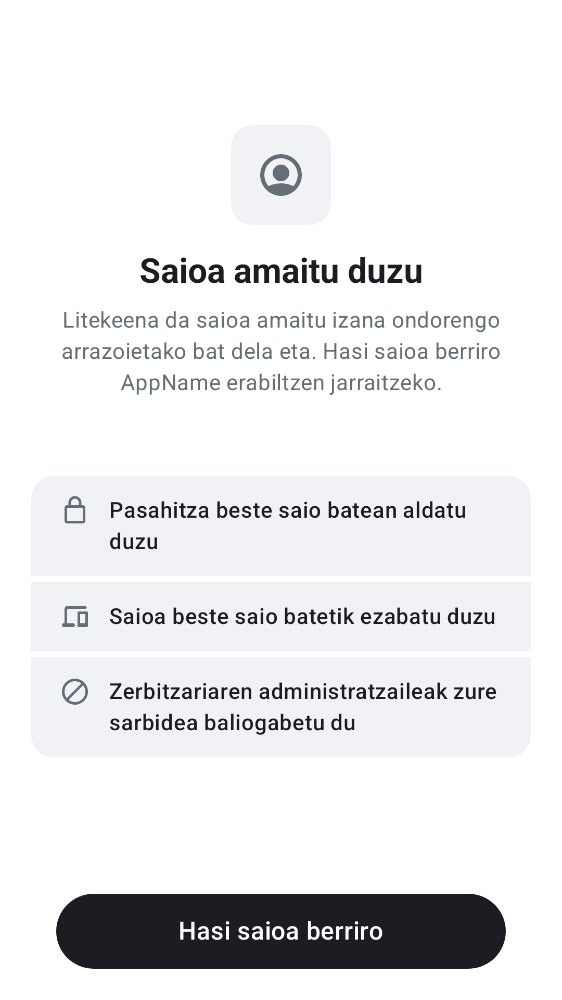 Saioa amaitu duzu
Litekeena da saioa amaitu izana ondorengo
arrazoietako bat dela eta. Hasi saioa berriro
AppName erabiltzen jarraitzeko.
Pasahitza beste saio batean aldatu
duzu
Saioa beste saio batetik ezabatu duzu
Zerbitzariaren administratzaileak zure
sarbidea baliogabetu du
Hasi saioa berriro